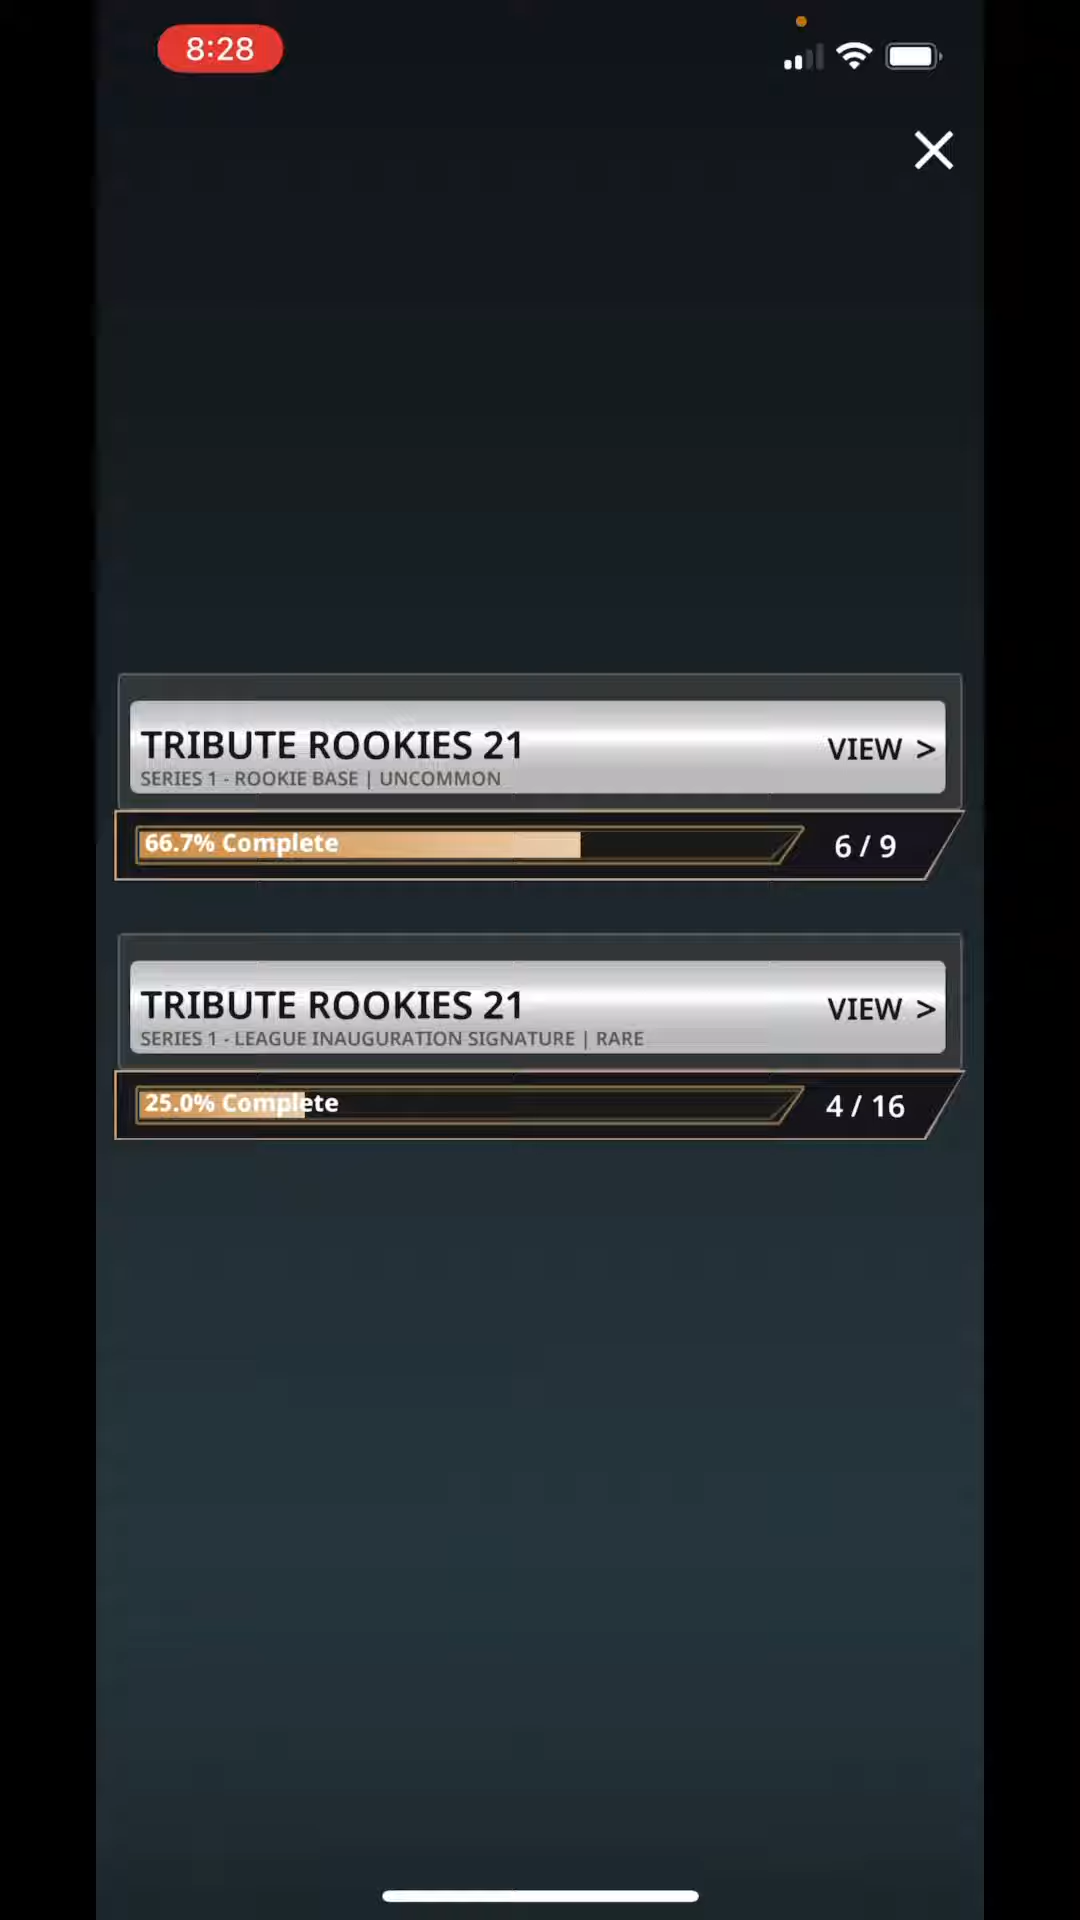 8:28
TRIBUTE ROOKIES 21
VIEW >
SERIES 1 - ROOKIE BASE | UNCOMMON
66.7% Complete
6 / 9
TRIBUTE ROOKIES 21
VIEW >
SERIES 1 - LEAGUE INAUGURATION SIGNATURE | RARE
25.0% Complete
4 / 16